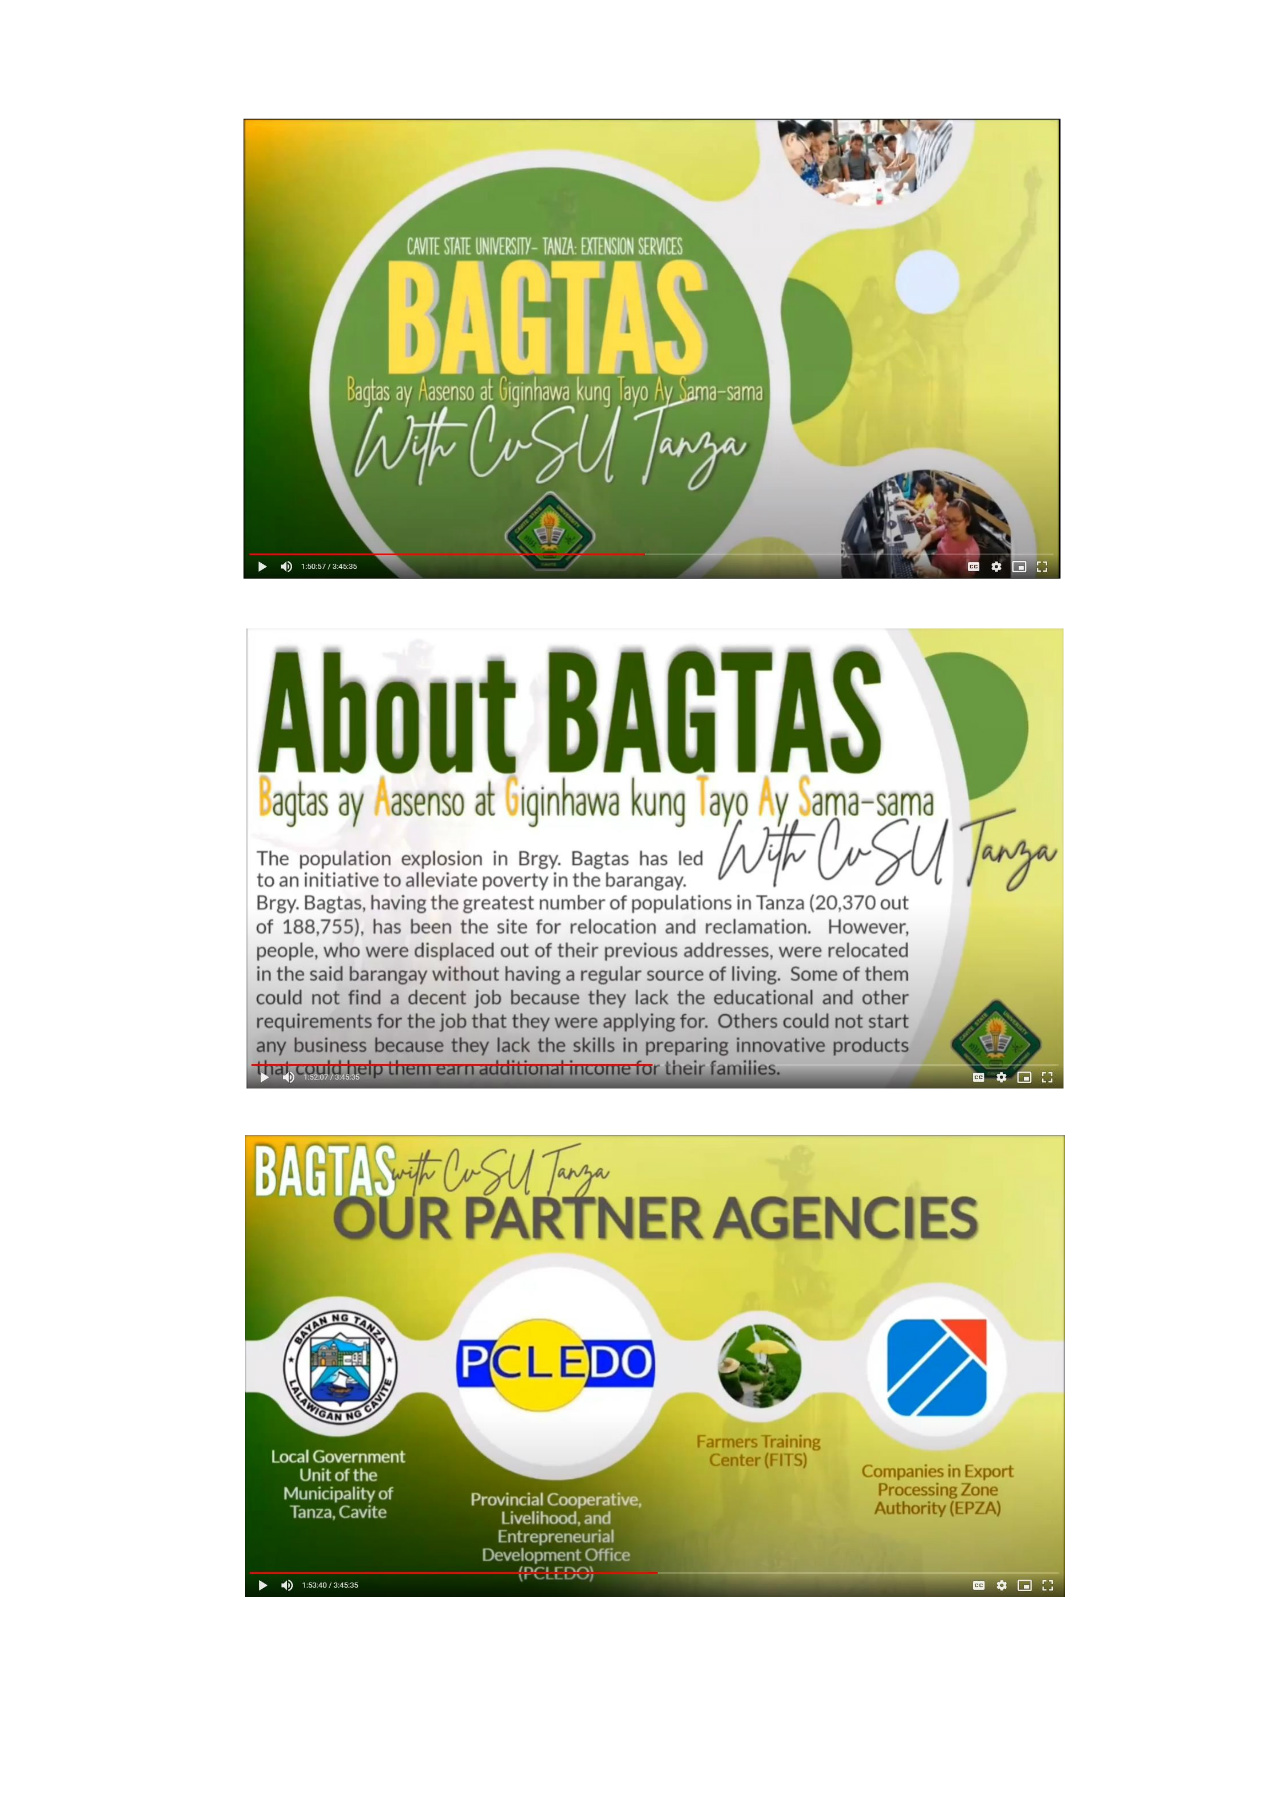 CAVITE STATE UNIVERSITY- TANZA: EXTENSION SERVICES
BAGTAS
Bagtas ay Aasenso at Giginhawa kung Tayo Ay Sama-sama
With CvSU Tanza
CAVITE STATE UNIVERSITY
1:50:57 / 3:45:35
CC
About BAGTAS
Bagtas ay Aasenso at Giginhawa kung Tayo Ay Sama-sama
With CvSU Tanza
The population explosion in Brgy. Bagtas has led
to an initiative to alleviate poverty in the barangay.
Brgy. Bagtas, having the greatest number of populations in Tanza (20,370 out
of 188,755), has been the site for relocation and reclamation. However,
people, who were displaced out of their previous addresses, were relocated
in the said barangay without having a regular source of living. Some of them
could not find a decent job because they lack the educational and other
requirements for the job that they were applying for. Others could not start
any business because they lack the skills in preparing innovative products
that could help them earn additional income for their families.
CAVITE STATE UNIVERSITY
1:52:07 / 3:45:35
CC
BAGTAS with CvSU Tanza
OUR PARTNER AGENCIES
BAYAN NG TANZA
LALAWIGAN NG CAVITE
PCLEDO
Local Government
Unit of the
Municipality of
Tanza, Cavite
Provincial Cooperative,
Livelihood, and
Entrepreneurial
Development Office
(PCLEDO)
Farmers Training
Center (FITS)
Companies in Export
Processing Zone
Authority (EPZA)
1:53:40 / 3:45:35
CC